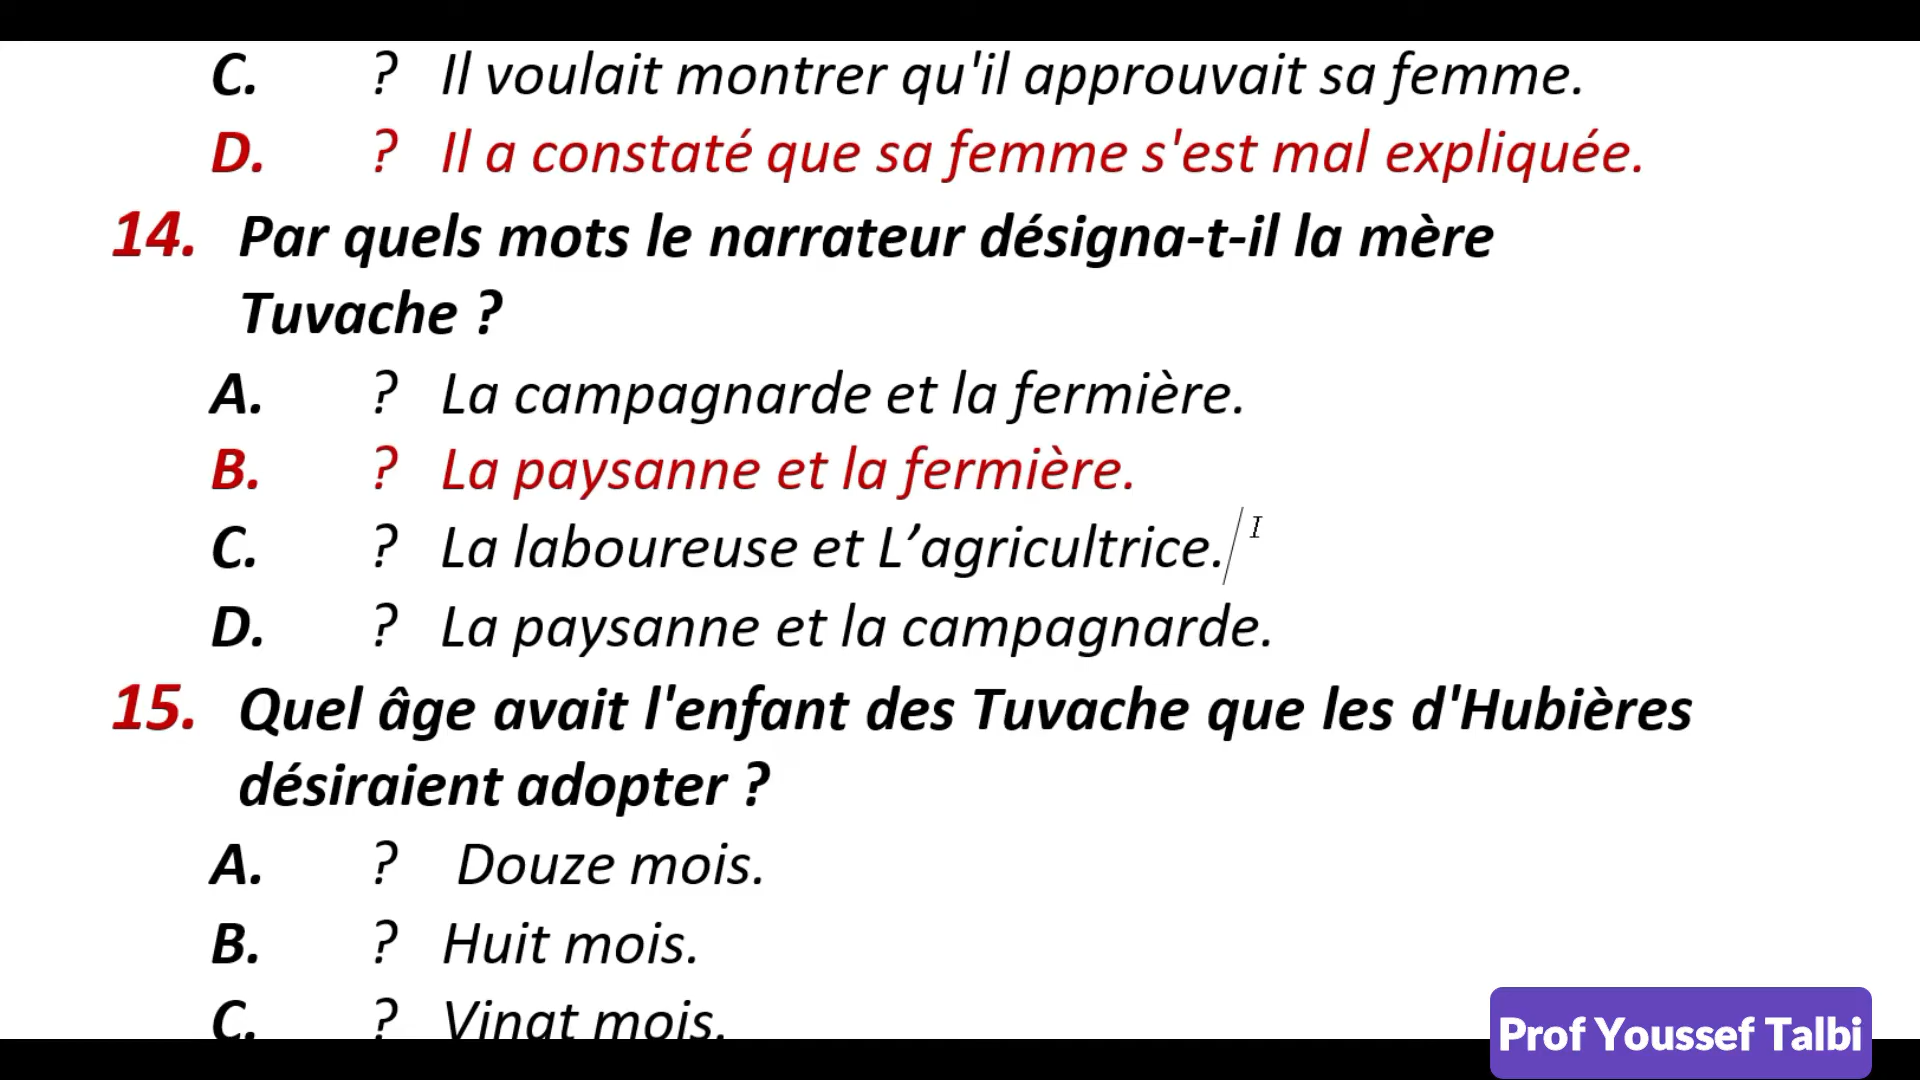 C. ? Il voulait montrer qu'il approuvait sa femme.
D. ? Il a constaté que sa femme s'est mal expliquée.
14. Par quels mots le narrateur désigna-t-il la mère
Tuvache ?
A. ? La campagnarde et la fermière.
B. ? La paysanne et la fermière.
C. ? La laboureuse et L’agricultrice.
D. ? La paysanne et la campagnarde.
15. Quel âge avait l'enfant des Tuvache que les d'Hubières
désiraient adopter ?
A. ? Douze mois.
B. ? Huit mois.
C. ? Vingt mois.
Prof Youssef Talbi